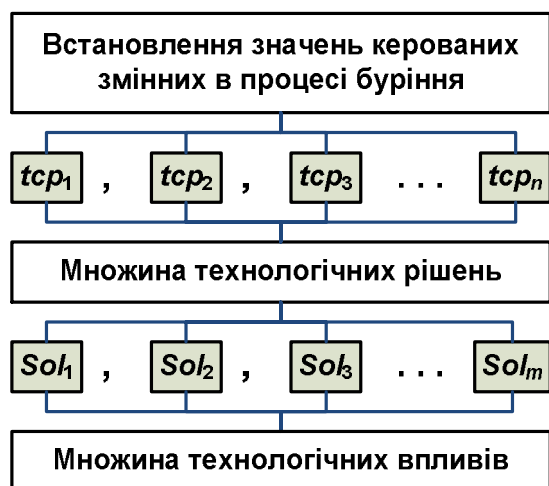 Встановлення значень керованих
змінних в процесі буріння
tcp₁ , tcp₂ , tcp₃ . . . tcpₙ
Множина технологічних рішень
Sol₁ , Sol₂ , Sol₃ . . . Solₘ
Множина технологічних впливів